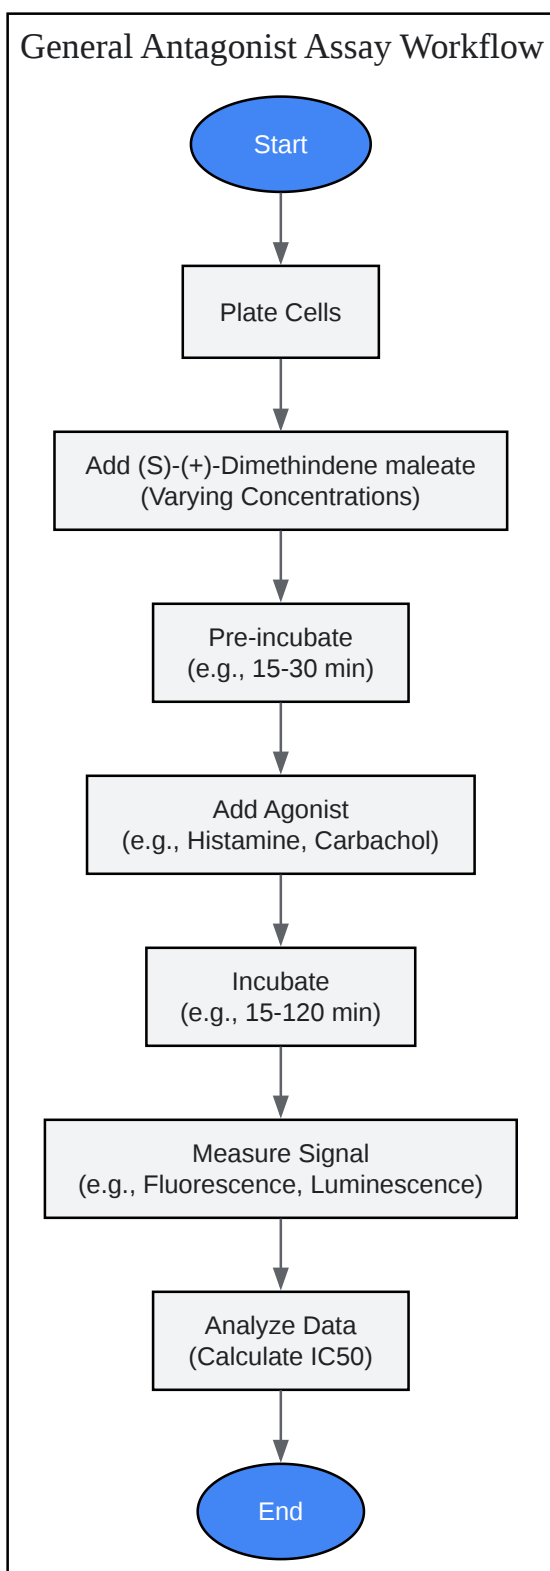 General Antagonist Assay Workflow
Start
Plate Cells
Add (S)-(+)-Dimethindene maleate
(Varying Concentrations)
Pre-incubate
(e.g., 15-30 min)
Add Agonist
(e.g., Histamine, Carbachol)
Incubate
(e.g., 15-120 min)
Measure Signal
(e.g., Fluorescence, Luminescence)
Analyze Data
(Calculate IC50)
End